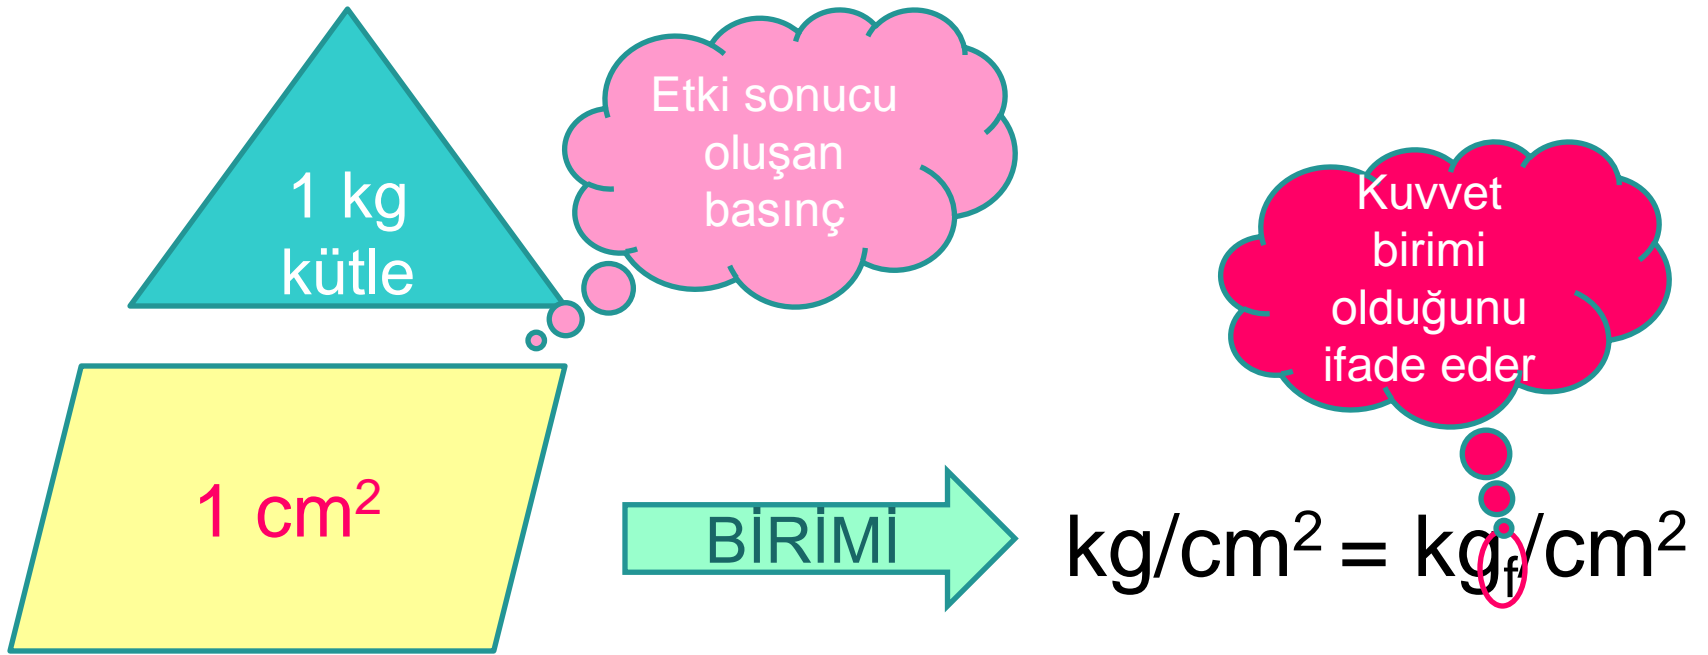 1 kg
kütle
Etki sonucu
oluşan
basınç
Kuvvet
birimi
olduğunu
ifade eder
1 cm²
BİRİMİ
kg/cm² = kgf/cm²